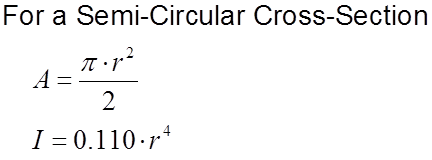 For a Semi-Circular Cross-Section
A = π · r² / 2
I = 0.110 · r⁴